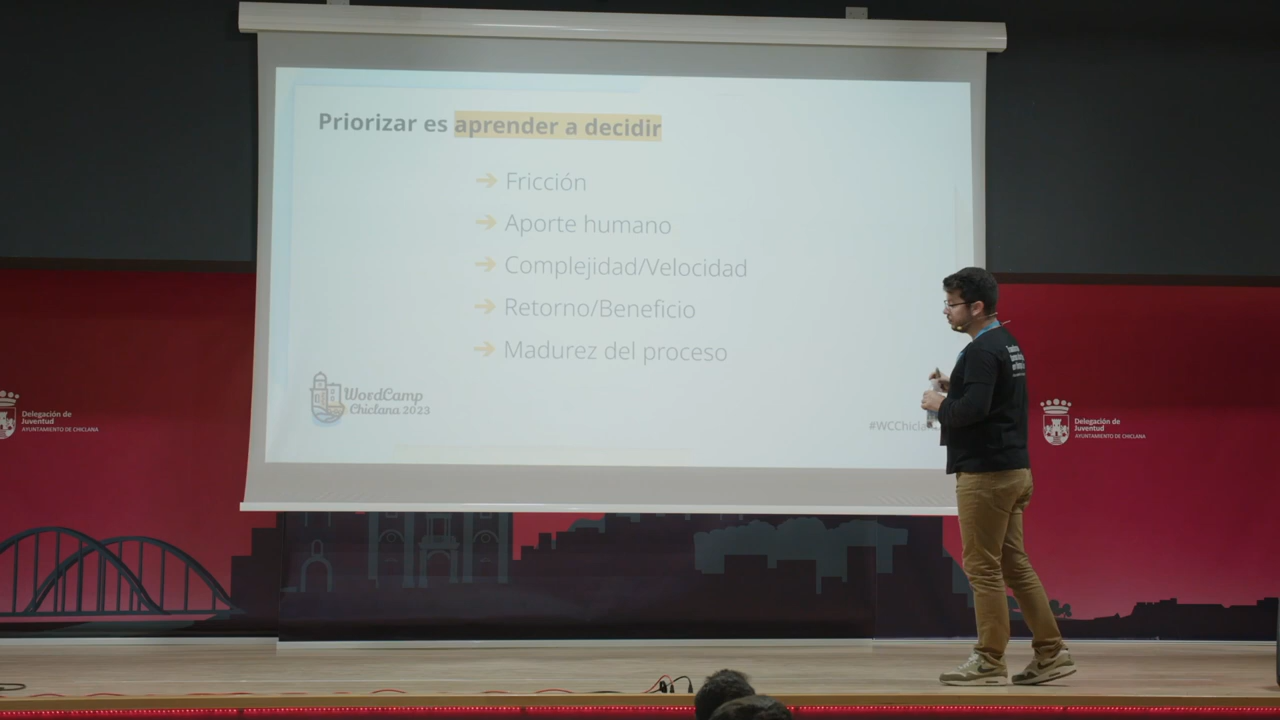 Priorizar es aprender a decidir
➔ Fricción
➔ Aporte humano
➔ Complejidad/Velocidad
➔ Retorno/Beneficio
➔ Madurez del proceso
WordCamp
Chiclana 2023
Delegación de
Juventud
AYUNTAMIENTO DE CHICLANA
Delegación de
Juventud
AYUNTAMIENTO DE CHICLANA